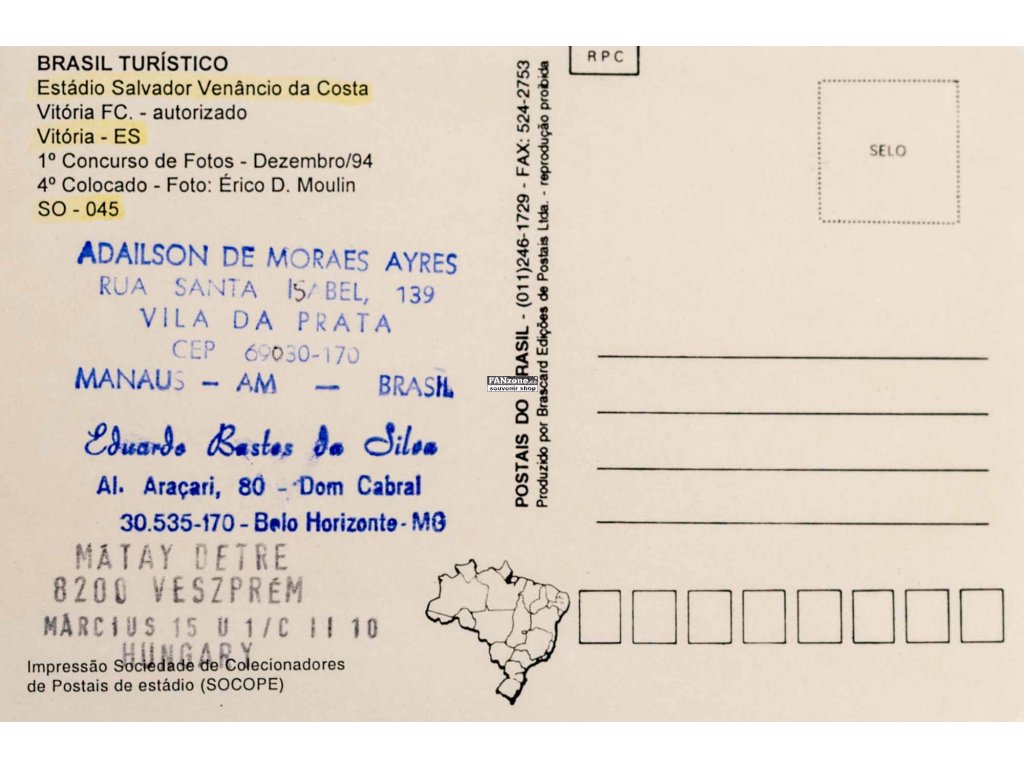 BRASIL TURÍSTICO
Estádio Salvador Venâncio da Costa
Vitória FC. - autorizado
Vitória - ES
1º Concurso de Fotos - Dezembro/94
4º Colocado - Foto: Érico D. Moulin
SO - 045
ADAILSON DE MORAES AYRES
RUA SANTA ISABEL, 139
VILA DA PRATA
CEP 69030-170
MANAUS - AM - BRASIL
Eduardo Bastos da Silva
Al. Araçari, 80 - Dom Cabral
30.535-170 - Belo Horizonte - MG
MÁTAY DETRE
8200 VESZPRÉM
MÁRCIUS 15 U 1/C II 10
HUNGARY
Impressão Sociedade de Colecionadores
de Postais de estádio (SOCOPE)
POSTAIS DO BRASIL - (011)246-1729 - FAX: 524-2753
Produzido por Brascard Edições de Postais Ltda. - reprodução proibida
FANzone
souvenir shop
RPC
SELO